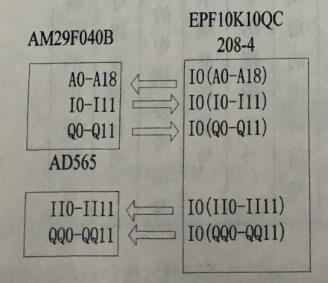 EPF10K10QC
AM29F040B
208-4
A0-A18
IO(A0-A18)
I0-I11
IO(I0-I11)
Q0-Q11
IO(Q0-Q11)
AD565
II0-II11
IO(II0-II11)
QQ0-QQ11
IO(QQ0-QQ11)